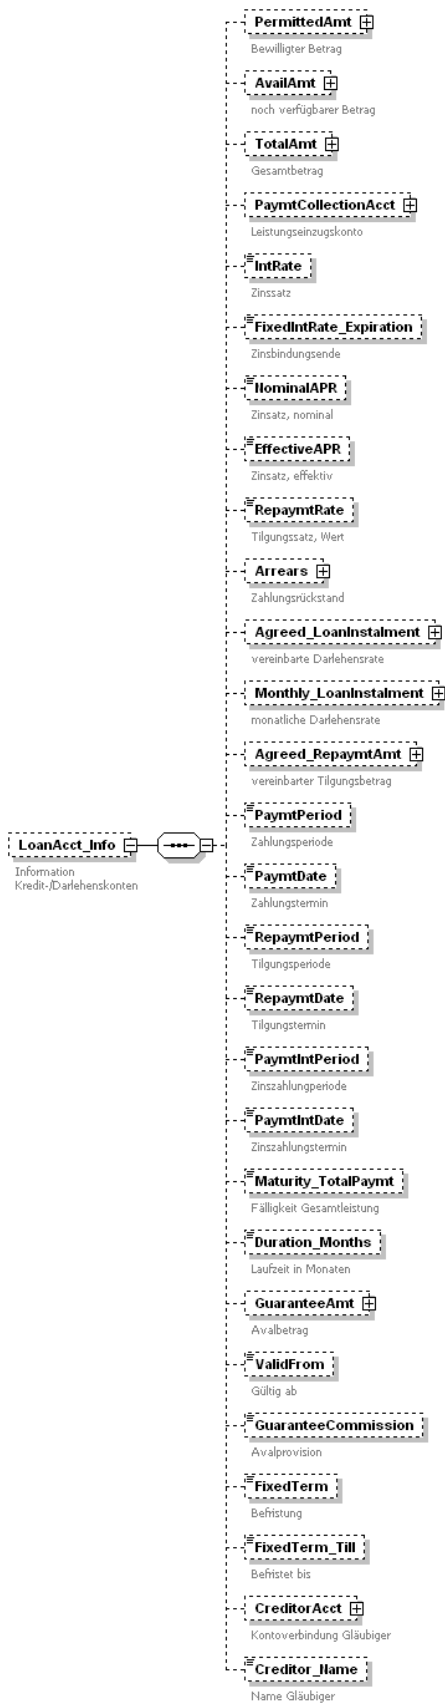 PermittedAmt
Bewilligter Betrag
AvailAmt
noch verfügbarer Betrag
TotalAmt
Gesamtbetrag
PaymtCollectionAcct
Leistungseinzugskonto
IntRate
Zinssatz
FixedIntRate_Expiration
Zinsbindungsende
NominalAPR
Zinsatz, nominal
EffectiveAPR
Zinsatz, effektiv
RepaymtRate
Tilgungssatz, Wert
Arrears
Zahlungsrückstand
Agreed_LoanInstalment
vereinbarte Darlehensrate
Monthly_LoanInstalment
monatliche Darlehensrate
Agreed_RepaymtAmt
vereinbarter Tilgungsbetrag
PaymtPeriod
Zahlungsperiode
LoanAcct_Info
Information
Kredit-/Darlehenskonten
PaymtDate
Zahlungstermin
RepaymtPeriod
Tilgungsperiode
RepaymtDate
Tilgungstermin
PaymtIntPeriod
Zinszahlungperiode
PaymtIntDate
Zinszahlungstermin
Maturity_TotalPaymt
Fälligkeit Gesamtleistung
Duration_Months
Laufzeit in Monaten
GuaranteeAmt
Avalbetrag
ValidFrom
Gültig ab
GuaranteeCommission
Avalprovision
FixedTerm
Befristung
FixedTerm_Till
Befristet bis
CreditorAcct
Kontoverbindung Gläubiger
Creditor_Name
Name Gläubiger